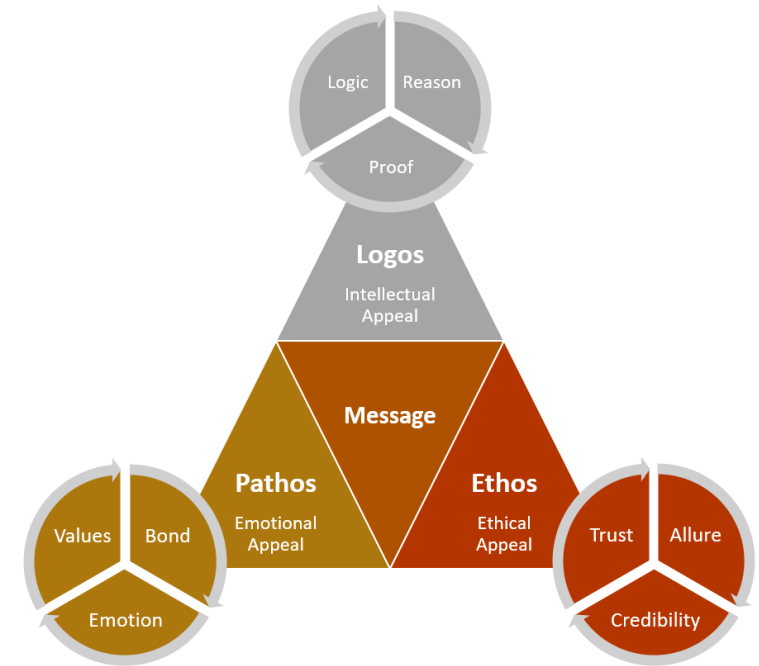 Logic
Reason
Proof
Logos
Intellectual
Appeal
Message
Pathos
Emotional
Appeal
Ethos
Ethical
Appeal
Values
Bond
Emotion
Trust
Allure
Credibility